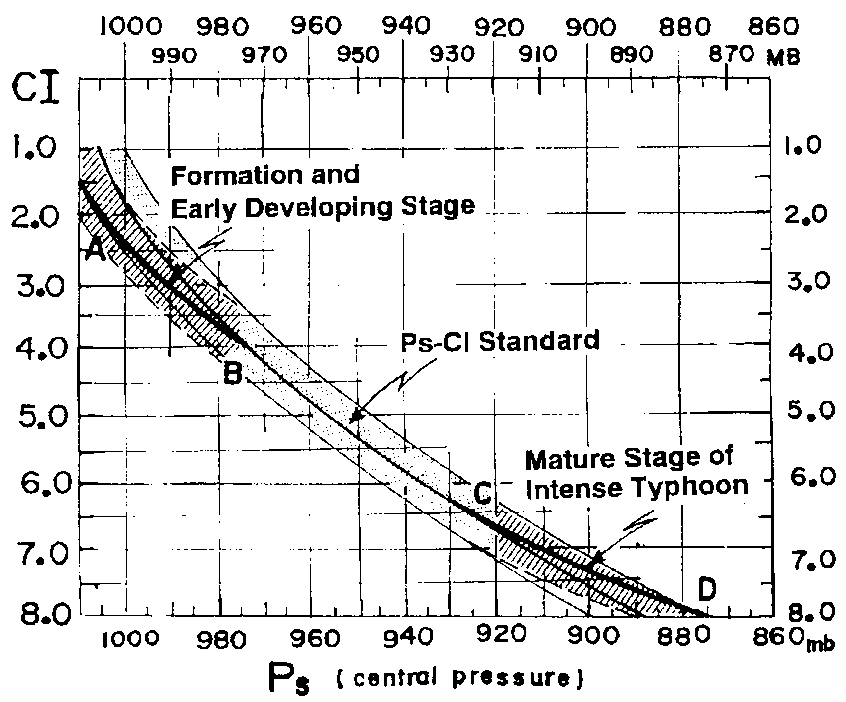 1000 980 960 940 920 900 880 860
990 970 950 930 910 890 870 MB
CI
1.0 1.0
Formation and
Early Developing Stage
2.0 2.0
A
3.0 3.0
Ps-CI Standard
4.0 4.0
B
5.0 5.0
Mature Stage of
Intense Typhoon
6.0 6.0
C
7.0 7.0
D
8.0 8.0
1000 980 960 940 920 900 880 860 mb
Ps (central pressure)